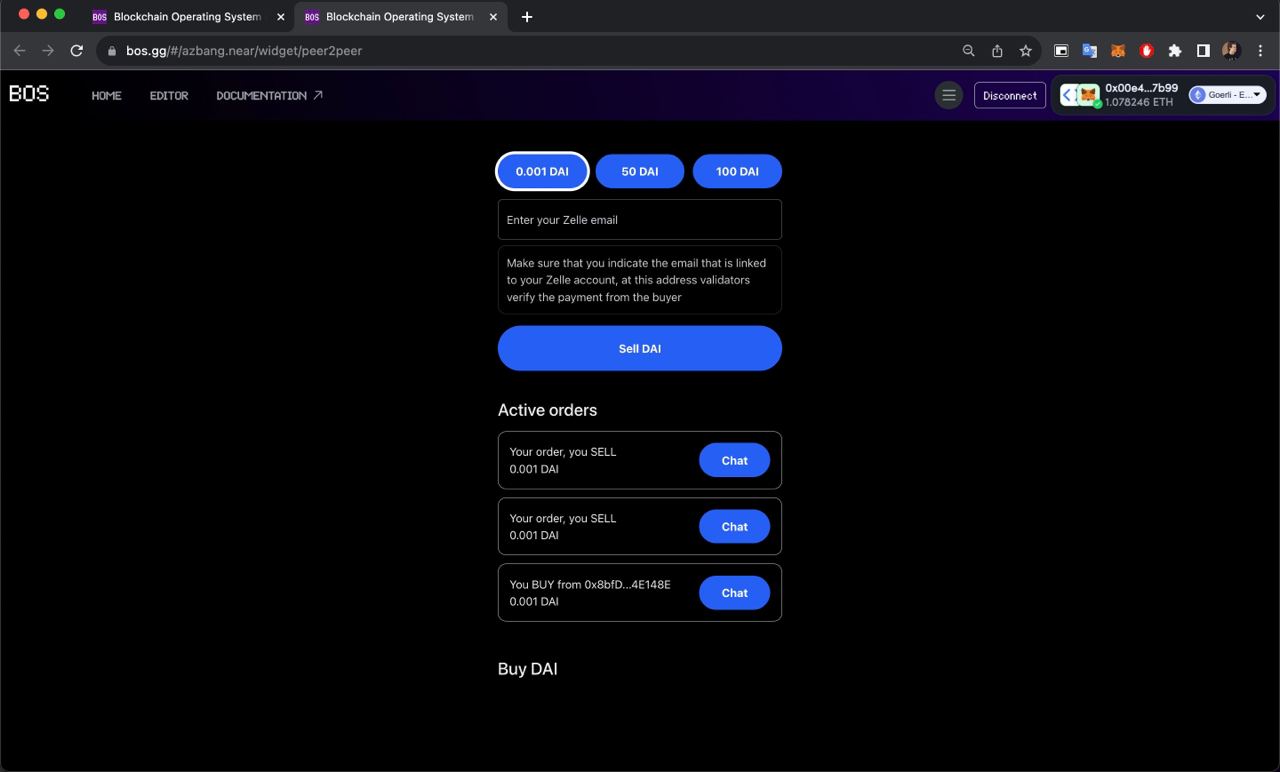 Blockchain Operating System
Blockchain Operating System
bos.gg/#/azbang.near/widget/peer2peer
BOS
HOME
EDITOR
DOCUMENTATION
Disconnect
0x00e4...7b99
1.078246 ETH
Goerli - E...
0.001 DAI
50 DAI
100 DAI
Enter your Zelle email
Make sure that you indicate the email that is linked
to your Zelle account, at this address validators
verify the payment from the buyer
Sell DAI
Active orders
Your order, you SELL
0.001 DAI
Chat
Your order, you SELL
0.001 DAI
Chat
You BUY from 0x8bfD...4E148E
0.001 DAI
Chat
Buy DAI